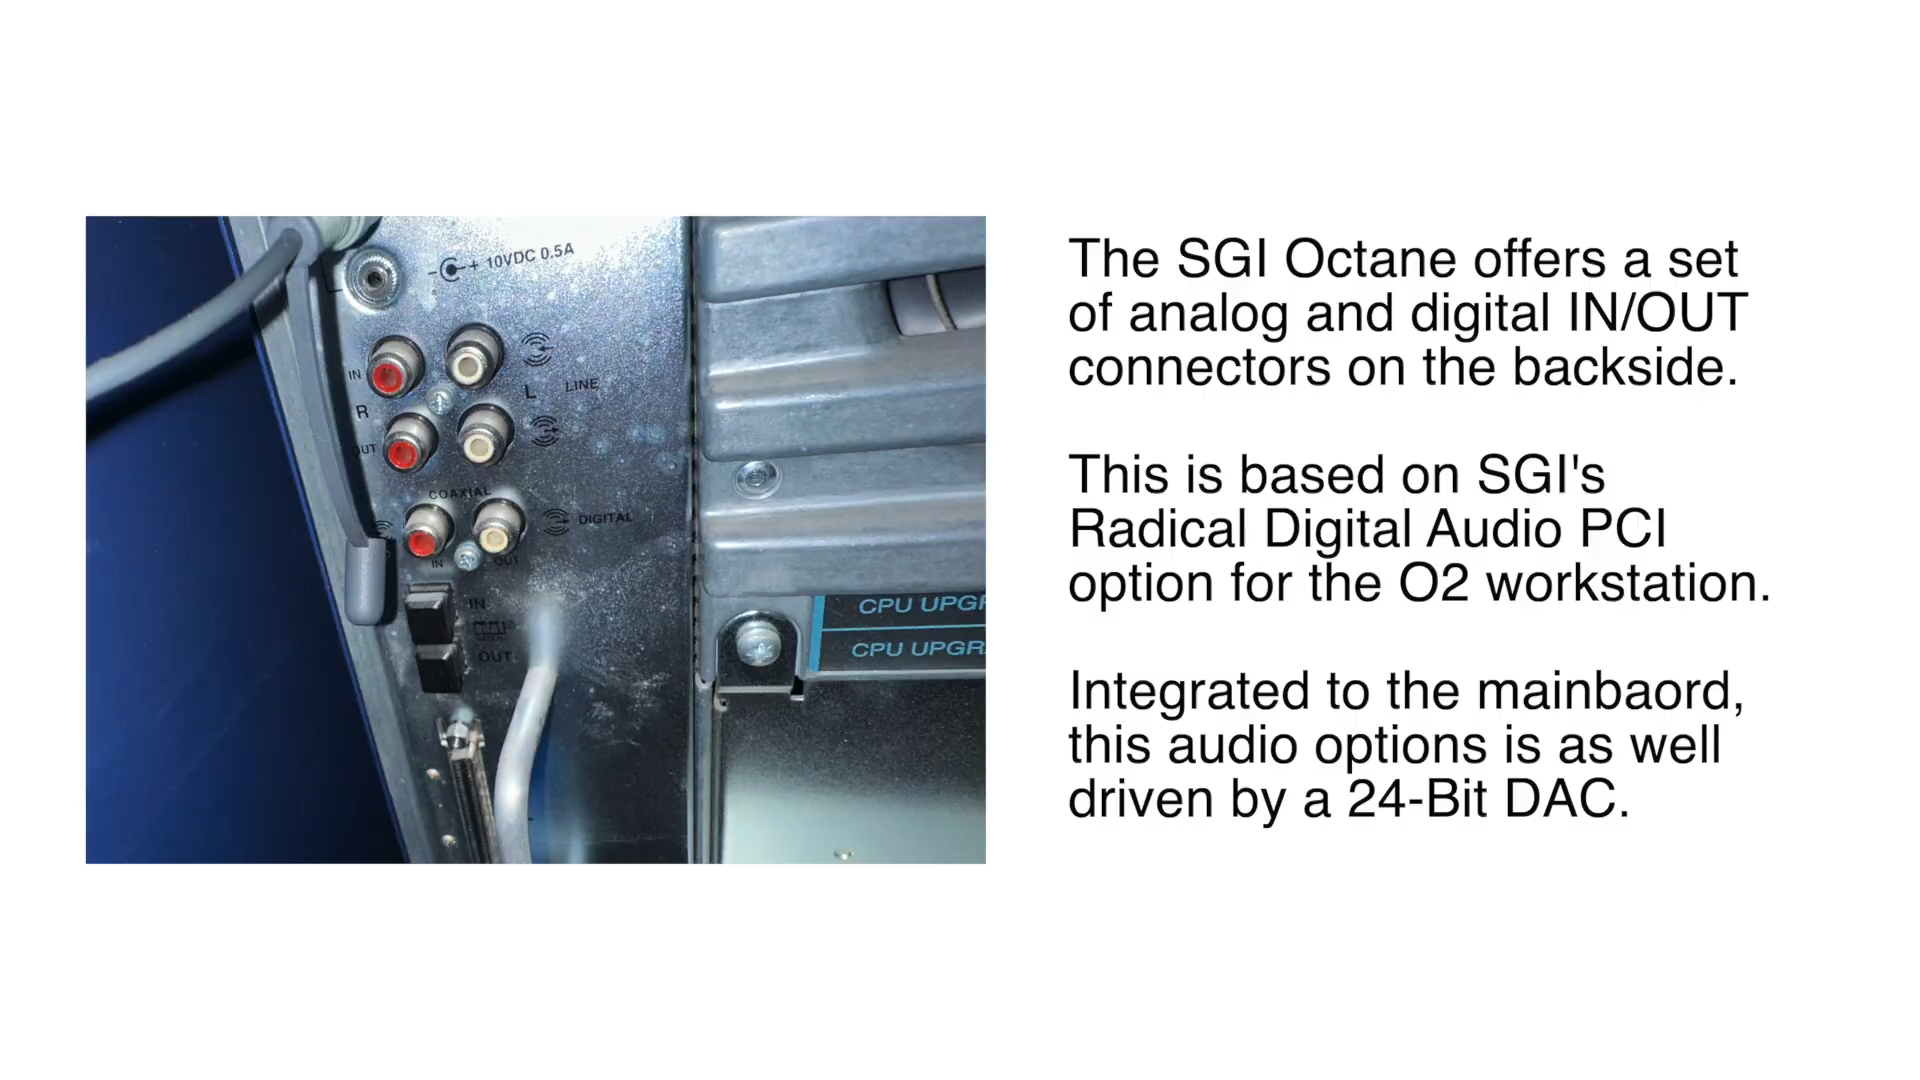 - + 10VDC 0.5A
IN
L LINE
R
OUT
COAXIAL
DIGITAL
IN OUT
IN
OUT
CPU
CPU
The SGI Octane offers a set
of analog and digital IN/OUT
connectors on the backside.
This is based on SGI's
Radical Digital Audio PCI
option for the O2 workstation.
Integrated to the mainbaord,
this audio options is as well
driven by a 24-Bit DAC.